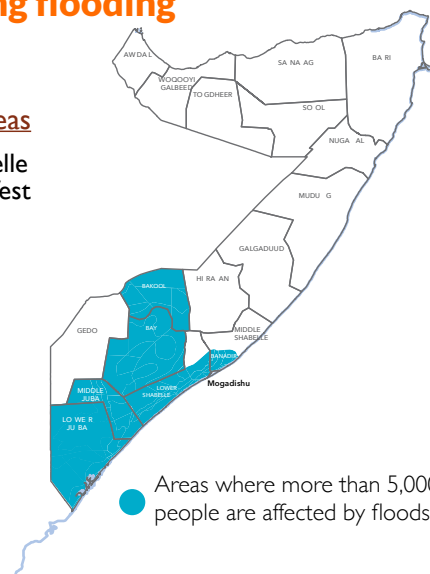 ng flooding
eas
elle
est
AWDAL
WOQOOYI
GALBEED
TOGDHEER
SANAAG
BARI
SOOL
NUGAAL
MUDUG
GALGADUUD
HIRAAN
BAKOOL
GEDO
BAY
MIDDLE
SHABELLE
BANADIR
Mogadishu
LOWER
SHABELLE
MIDDLE
JUBA
LOWER
JUBA
Areas where more than 5,000
people are affected by floods